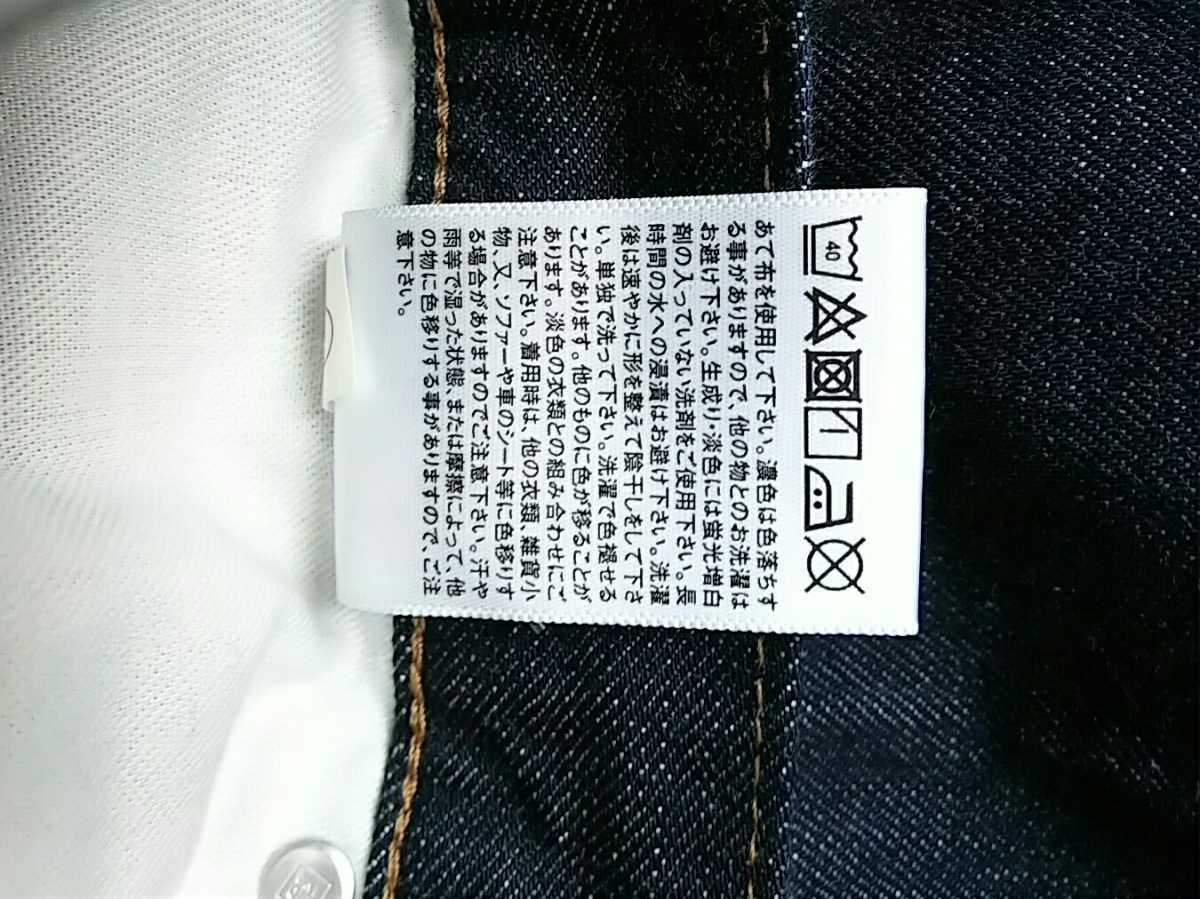 40
あて布を使用して下さい。濃色は色落ちす
る事がありますので、他の物とのお洗濯は
お避け下さい。生成り・淡色には蛍光増白
剤の入っていない洗剤をご使用下さい。長
時間の水への浸漬はお避け下さい。洗濯
後は速やかに形を整えて陰干しをして下さ
い。単独で洗って下さい。洗濯で色褪せる
ことがあります。他のものに色が移ることが
あります。淡色の衣類との組み合わせにご
注意下さい。着用時は、他の衣類、雑貨小
物、又、ソファーや車のシート等に色移りす
る場合がありますのでご注意下さい。汗や
雨等で湿った状態、または摩擦によって、他
の物に色移りする事がありますので、ご注
意下さい。